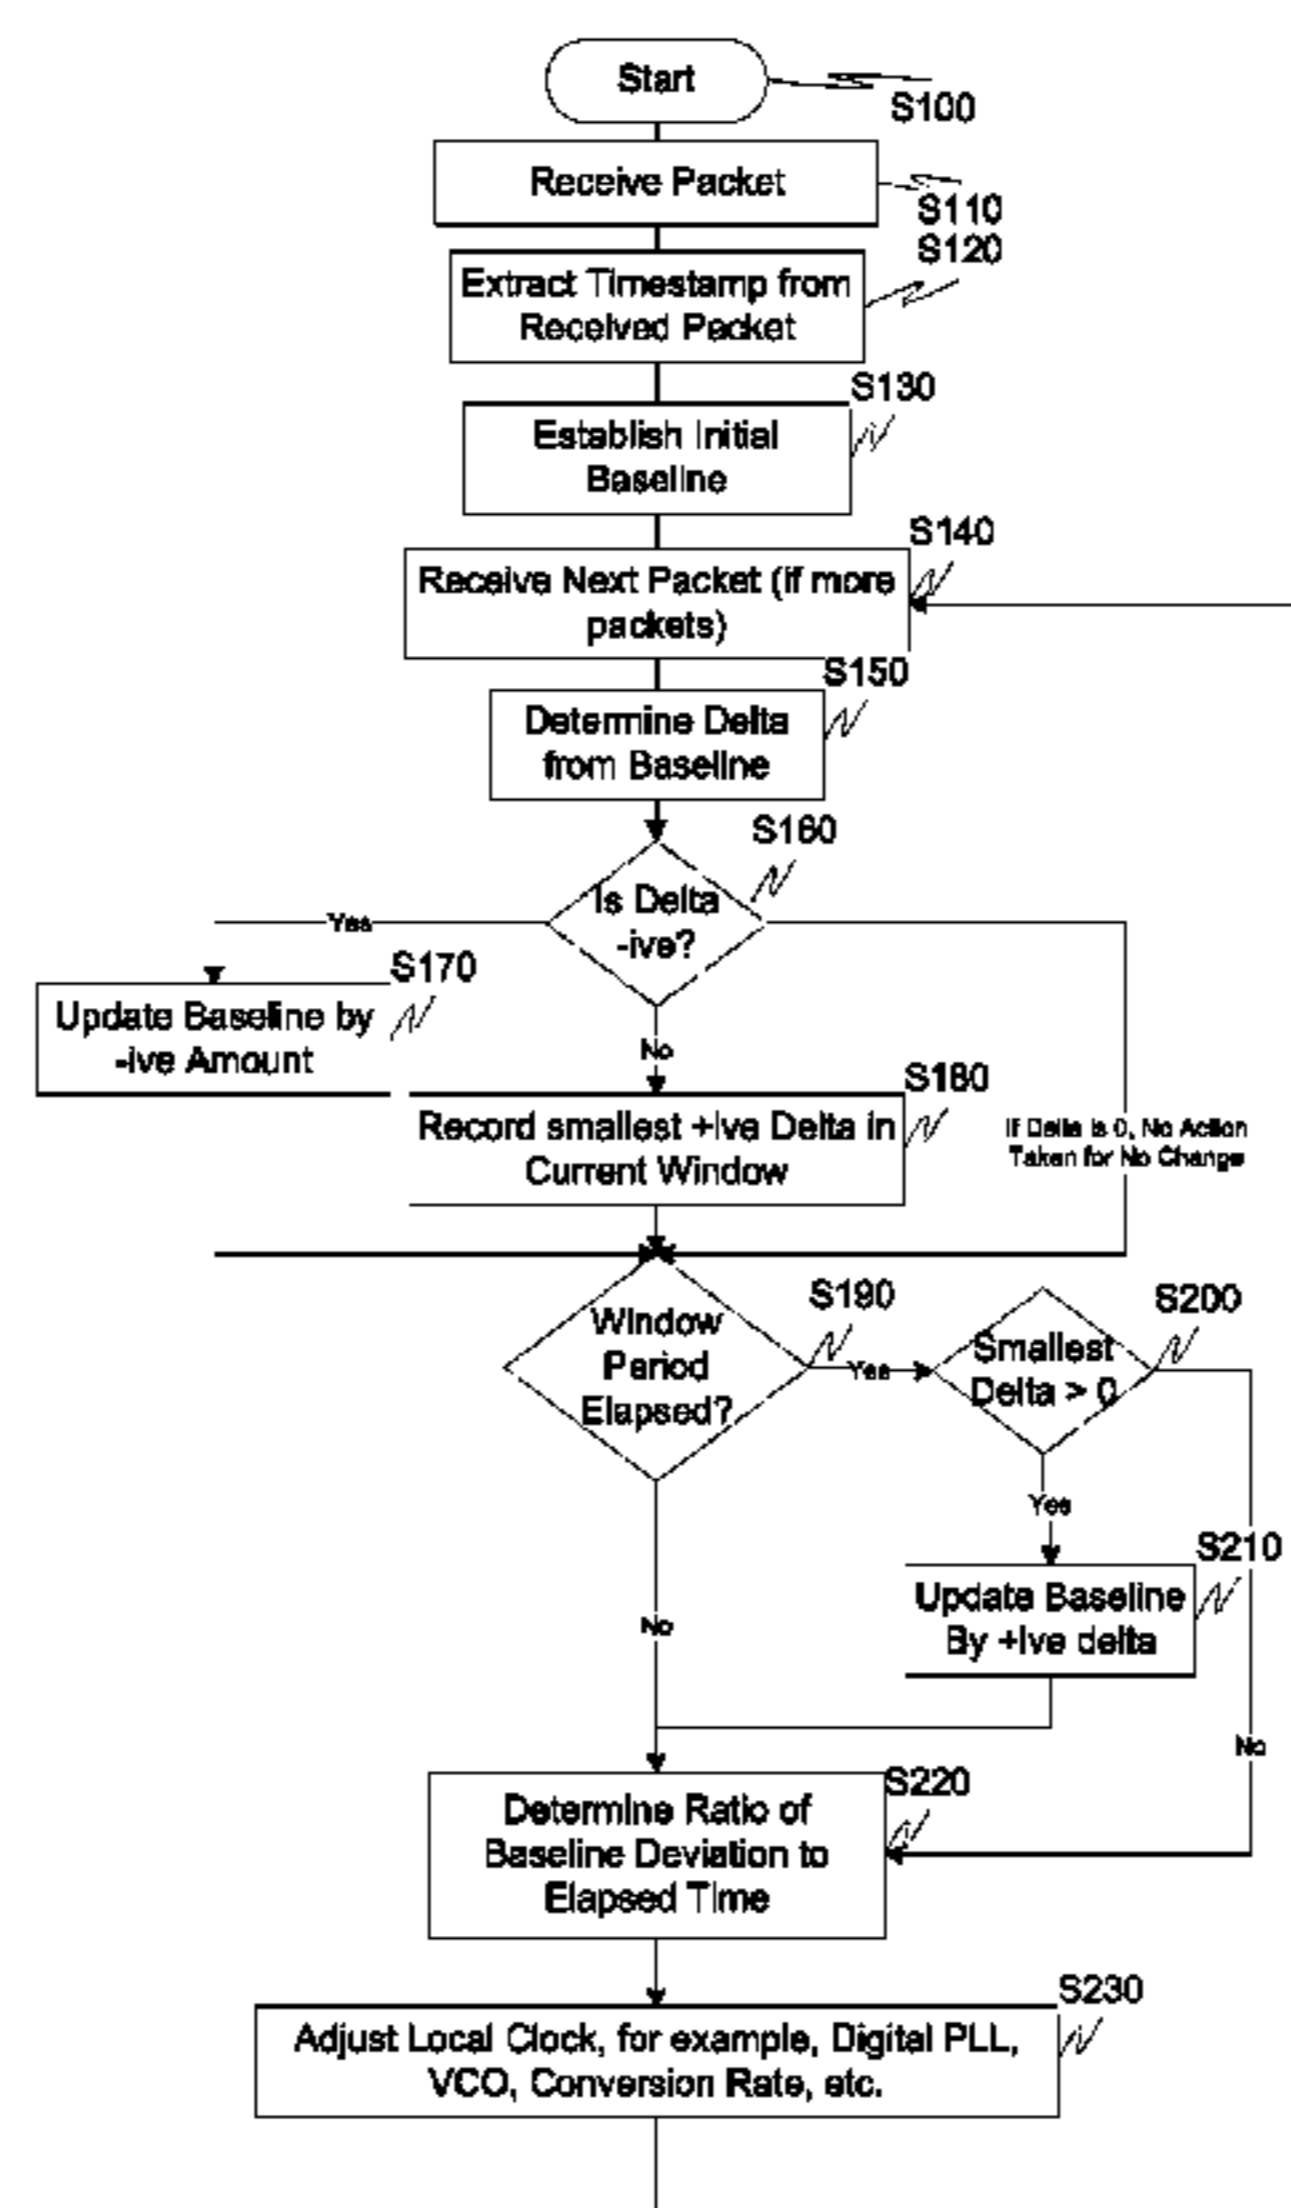 Start
S100
Receive Packet
S110
S120
Extract Timestamp from
Received Packet
S130
Establish Initial
Baseline
S140
Receive Next Packet (if more
packets)
S150
Determine Delta
from Baseline
S160
Is Delta
-ive?
Yes
S170
Update Baseline by
-ive Amount
No
S180
Record smallest +ive Delta in
Current Window
If Delta is 0, No Action
Taken for No Change
S190
Window
Period
Elapsed?
Yes
S200
Smallest
Delta > 0
Yes
S210
Update Baseline
By +ive delta
No
No
S220
Determine Ratio of
Baseline Deviation to
Elapsed Time
S230
Adjust Local Clock, for example, Digital PLL,
VCO, Conversion Rate, etc.